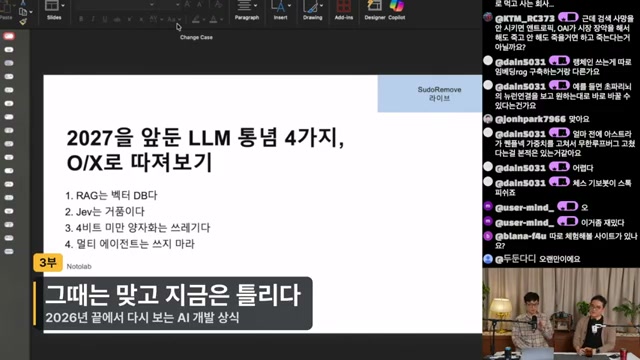 Slides
Paragraph
Insert
Drawing
Add-ins
Designer
Copilot
Change Case
SudoRemove
라이브
2027을 앞둔 LLM 통념 4가지,
O/X로 따져보기
1. RAG는 벡터 DB다
2. Jev는 거품이다
3. 4비트 미만 양자화는 쓰레기다
4. 멀티 에이전트는 쓰지 마라
Notolab
3부
그때는 맞고 지금은 틀리다
2026년 끝에서 다시 보는 AI 개발 상식
로 먹고 사는 회사...
@KTM_RC373 근데 검색 사망을
안 시키면 앤트로픽, OAI가 시장 장악을 해서
해도 죽고 안 해도 죽을거면 하고 죽는다는거
아닐까요?
@dain5031 랭체인 쓰는게 따로
임베딩rag 구축하는거랑 다른가요
@dain5031 예를 들면 초파리뇌
의 뉴런연결을 보고 원하는대로 바로 바꿀 수
있다는건가요
@jonhpark7966 맞아요
@dain5031 얼마 전에 아스트라
가 퀜플넥 가중치를 고쳐서 무한루프버그 고쳤
다는걸 본적은 있는거같아요
@dain5031 어렵다
@dain5031 체스 기보봇이 스톡
피쉬죠
@user-mind_ 오
@user-mind_ 이거좀 재밌다
@blana-f4u 따로 체험해볼 사이트가 있나
요?
@두둔다디 오랜만이에요